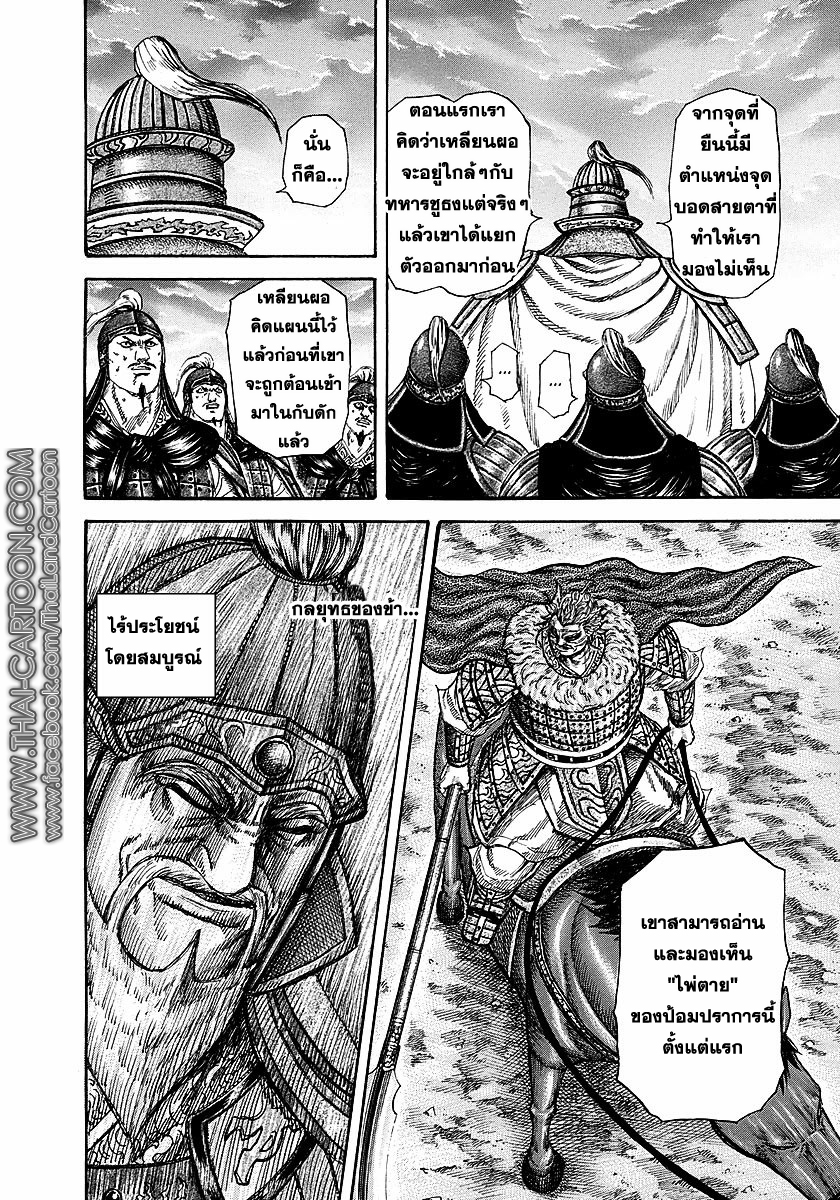 จากจุดที่
ยืนนี้มี
ตำแหน่งจุด
บอดสายตาที่
ทำให้เรา
มองไม่เห็น
ตอนแรกเรา
คิดว่าเหลียนผอ
จะอยู่ใกล้ๆกับ
ทหารชูธงแต่จริงๆ
แล้วเขาได้แยก
ตัวออกมาก่อน
...
...
นั่น
ก็คือ...
เหลียนผอ
คิดแผนนี้ไว้
แล้วก่อนที่เขา
จะถูกต้อนเข้า
มาในกับดัก
แล้ว
เขาสามารถอ่าน
และมองเห็น
"ไพ่ตาย"
ของป้อมปราการนี้
ตั้งแต่แรก
กลยุทธของข้า...
ไร้ประโยชน์
โดยสมบูรณ์
WWW.THAI-CARTOON.COM
www.facebook.com/ThailandCartoon